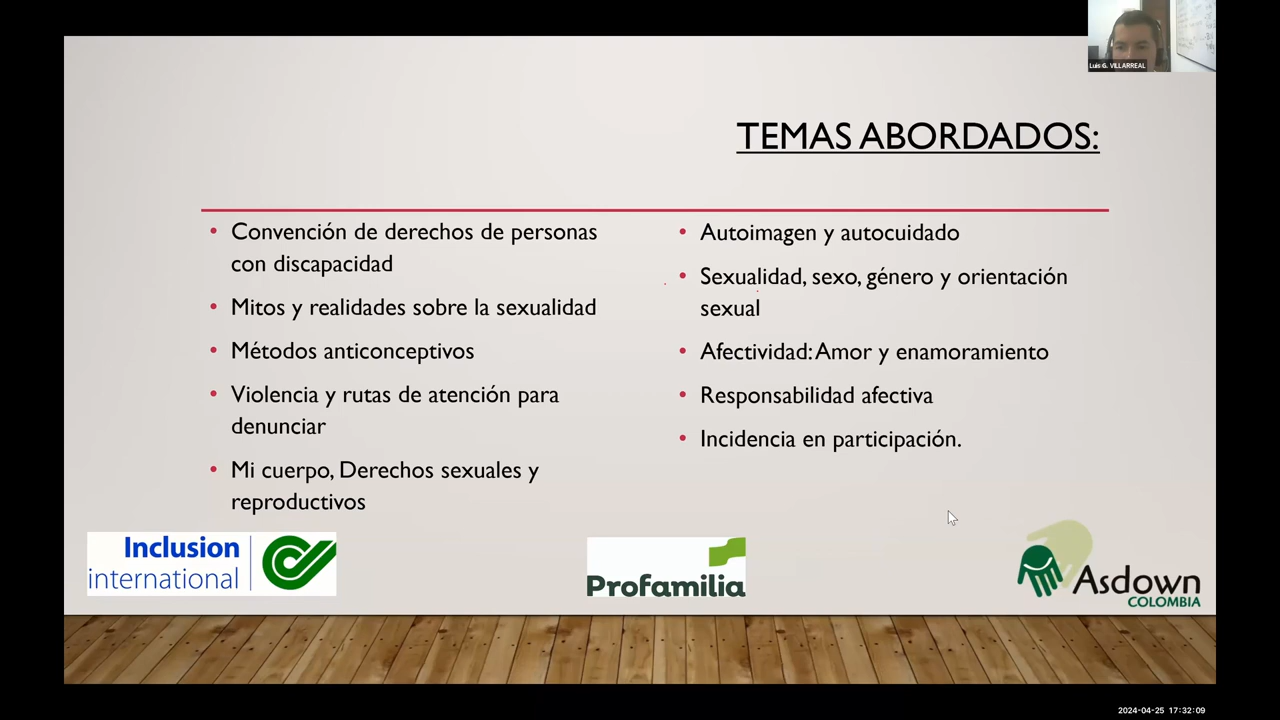 Luis G. VILLARREAL
TEMAS ABORDADOS:
• Convención de derechos de personas
con discapacidad
• Mitos y realidades sobre la sexualidad
• Métodos anticonceptivos
• Violencia y rutas de atención para
denunciar
• Mi cuerpo, Derechos sexuales y
reproductivos
• Autoimagen y autocuidado
• Sexualidad, sexo, género y orientación
sexual
• Afectividad: Amor y enamoramiento
• Responsabilidad afectiva
• Incidencia en participación.
Inclusion
international
Profamilia
Asdown
COLOMBIA
2024-04-25 17:32:09